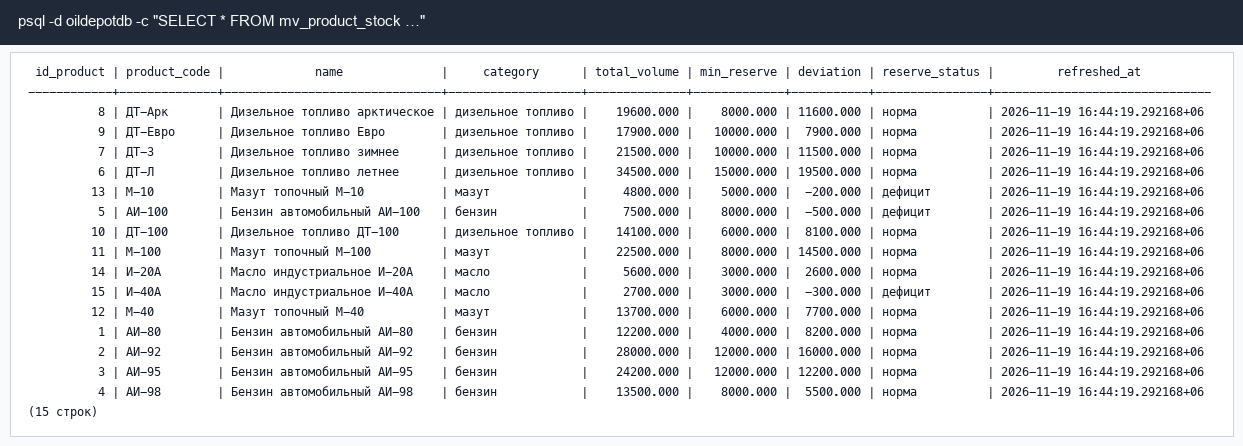 psql -d oildepotdb -c "SELECT * FROM mv_product_stock …"
id_product | product_code | name | category | total_volume | min_reserve | deviation | reserve_status | refreshed_at
8 | ДТ−Арк | Дизельное топливо арктическое | дизельное топливо | 19600.000 | 8000.000 | 11600.000 | норма | 2026−11−19 16:44:19.292168+06
9 | ДТ−Евро | Дизельное топливо Евро | дизельное топливо | 17900.000 | 10000.000 | 7900.000 | норма | 2026−11−19 16:44:19.292168+06
7 | ДТ−З | Дизельное топливо зимнее | дизельное топливо | 21500.000 | 10000.000 | 11500.000 | норма | 2026−11−19 16:44:19.292168+06
6 | ДТ−Л | Дизельное топливо летнее | дизельное топливо | 34500.000 | 15000.000 | 19500.000 | норма | 2026−11−19 16:44:19.292168+06
13 | М−10 | Мазут топочный М−10 | мазут | 4800.000 | 5000.000 | −200.000 | дефицит | 2026−11−19 16:44:19.292168+06
5 | АИ−100 | Бензин автомобильный АИ−100 | бензин | 7500.000 | 8000.000 | −500.000 | дефицит | 2026−11−19 16:44:19.292168+06
10 | ДТ−100 | Дизельное топливо ДТ−100 | дизельное топливо | 14100.000 | 6000.000 | 8100.000 | норма | 2026−11−19 16:44:19.292168+06
11 | М−100 | Мазут топочный М−100 | мазут | 22500.000 | 8000.000 | 14500.000 | норма | 2026−11−19 16:44:19.292168+06
14 | И−20А | Масло индустриальное И−20А | масло | 5600.000 | 3000.000 | 2600.000 | норма | 2026−11−19 16:44:19.292168+06
15 | И−40А | Масло индустриальное И−40А | масло | 2700.000 | 3000.000 | −300.000 | дефицит | 2026−11−19 16:44:19.292168+06
12 | М−40 | Мазут топочный М−40 | мазут | 13700.000 | 6000.000 | 7700.000 | норма | 2026−11−19 16:44:19.292168+06
1 | АИ−80 | Бензин автомобильный АИ−80 | бензин | 12200.000 | 4000.000 | 8200.000 | норма | 2026−11−19 16:44:19.292168+06
2 | АИ−92 | Бензин автомобильный АИ−92 | бензин | 28000.000 | 12000.000 | 16000.000 | норма | 2026−11−19 16:44:19.292168+06
3 | АИ−95 | Бензин автомобильный АИ−95 | бензин | 24200.000 | 12000.000 | 12200.000 | норма | 2026−11−19 16:44:19.292168+06
4 | АИ−98 | Бензин автомобильный АИ−98 | бензин | 13500.000 | 8000.000 | 5500.000 | норма | 2026−11−19 16:44:19.292168+06
(15 строк)